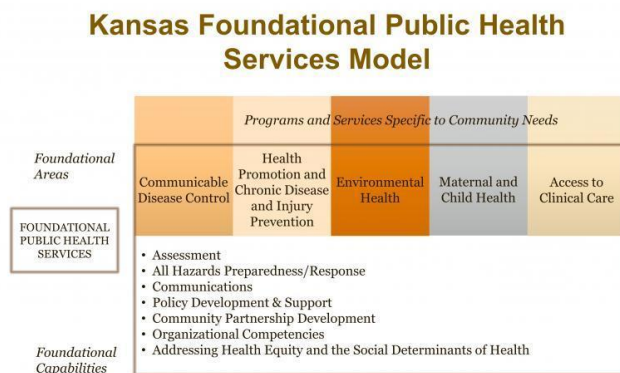 Kansas Foundational Public Health
Services Model
Programs and Services Specific to Community Needs
Foundational
Areas
Communicable
Disease Control
Health
Promotion and
Chronic Disease
and Injury
Prevention
Environmental
Health
Maternal and
Child Health
Access to
Clinical Care
FOUNDATIONAL
PUBLIC HEALTH
SERVICES
• Assessment
• All Hazards Preparedness/Response
• Communications
• Policy Development & Support
• Community Partnership Development
• Organizational Competencies
• Addressing Health Equity and the Social Determinants of Health
Foundational
Capabilities